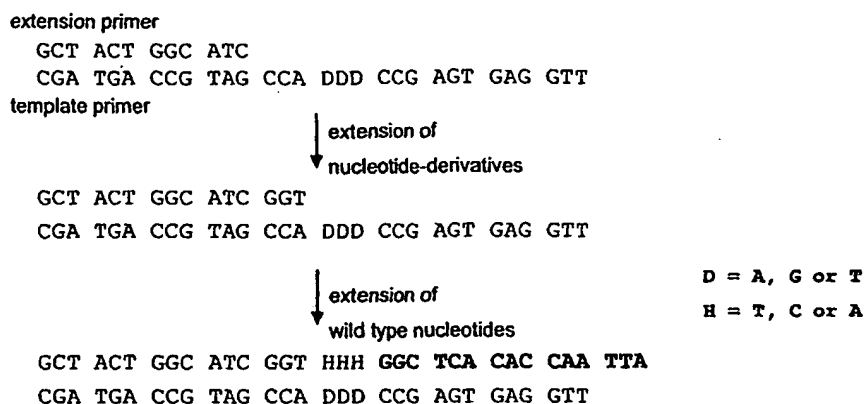 extension primer
GCT ACT GGC ATC
CGA TGA CCG TAG CCA DDD CCG AGT GAG GTT
template primer
extension of
nucleotide-derivatives
GCT ACT GGC ATC GGT
CGA TGA CCG TAG CCA DDD CCG AGT GAG GTT
D = A, G or T
H = T, C or A
extension of
wild type nucleotides
GCT ACT GGC ATC GGT HHH GGC TCA CAC CAA TTA
CGA TGA CCG TAG CCA DDD CCG AGT GAG GTT